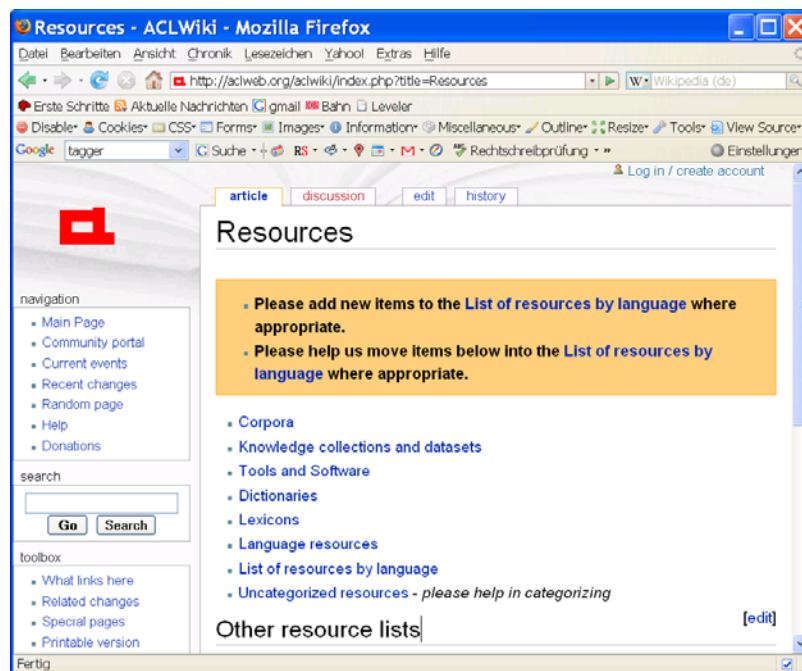 Resources - ACLWiki - Mozilla Firefox
Datei Bearbeiten Ansicht Chronik Lesezeichen Yahoo! Extras Hilfe
http://aclweb.org/aclwiki/index.php?title=Resources W Wikipedia (de)
Erste Schritte Aktuelle Nachrichten gmail Bahn Leveler
Disable Cookies CSS Forms Images Information Miscellaneous Outline Resize Tools View Source
Google tagger Suche RS Rechtschreibprüfung » Einstellungen
Log in / create account
article discussion edit history
Resources
navigation
Main Page
Community portal
Current events
Recent changes
Random page
Help
Donations
search
Go Search
toolbox
What links here
Related changes
Special pages
Printable version
Please add new items to the List of resources by language where
appropriate.
Please help us move items below into the List of resources by
language where appropriate.
Corpora
Knowledge collections and datasets
Tools and Software
Dictionaries
Lexicons
Language resources
List of resources by language
Uncategorized resources - please help in categorizing
[edit]
Other resource lists
Fertig